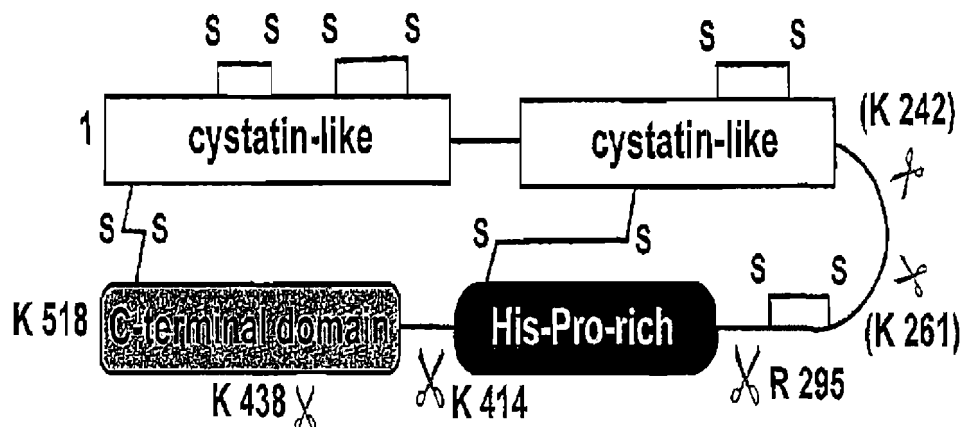 S S S S S S
1 cystatin-like cystatin-like (K 242)
S S S S S S
K 518 C-terminal domain His-Pro-rich (K 261)
K 438 K 414 R 295